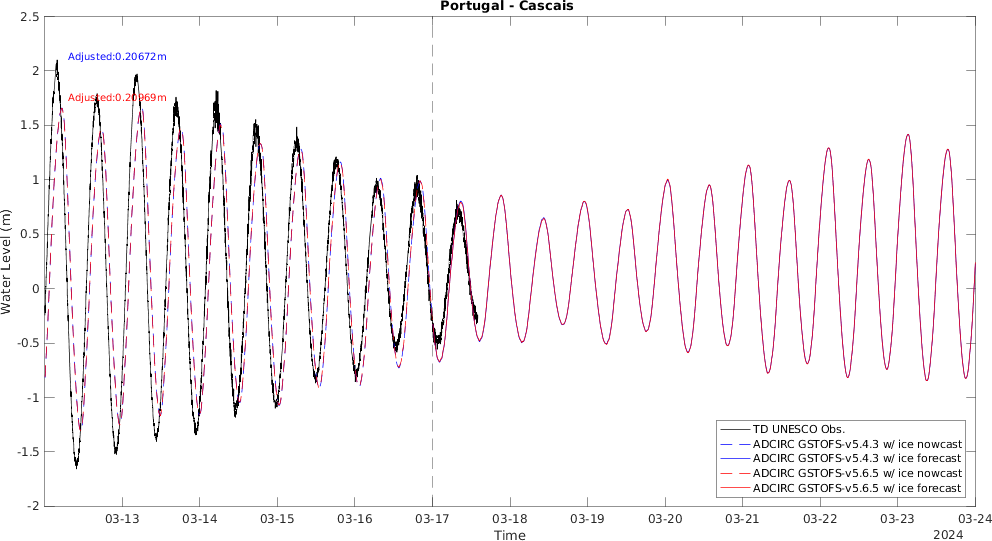 Portugal - Cascais
2.5
2
1.5
1
0.5
0
-0.5
-1
-1.5
-2
Water Level (m)
Adjusted:0.20672m
Adjusted:0.20969m
TD UNESCO Obs.
ADCIRC GSTOFS-v5.4.3 w/ ice nowcast
ADCIRC GSTOFS-v5.4.3 w/ ice forecast
ADCIRC GSTOFS-v5.6.5 w/ ice nowcast
ADCIRC GSTOFS-v5.6.5 w/ ice forecast
03-13 03-14 03-15 03-16 03-17 03-18 03-19 03-20 03-21 03-22 03-23 03-24
Time
2024